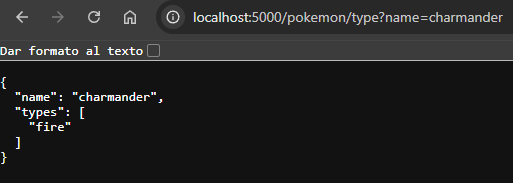 localhost:5000/pokemon/type?name=charmander
Dar formato al texto
{
  "name": "charmander",
  "types": [
    "fire"
  ]
}